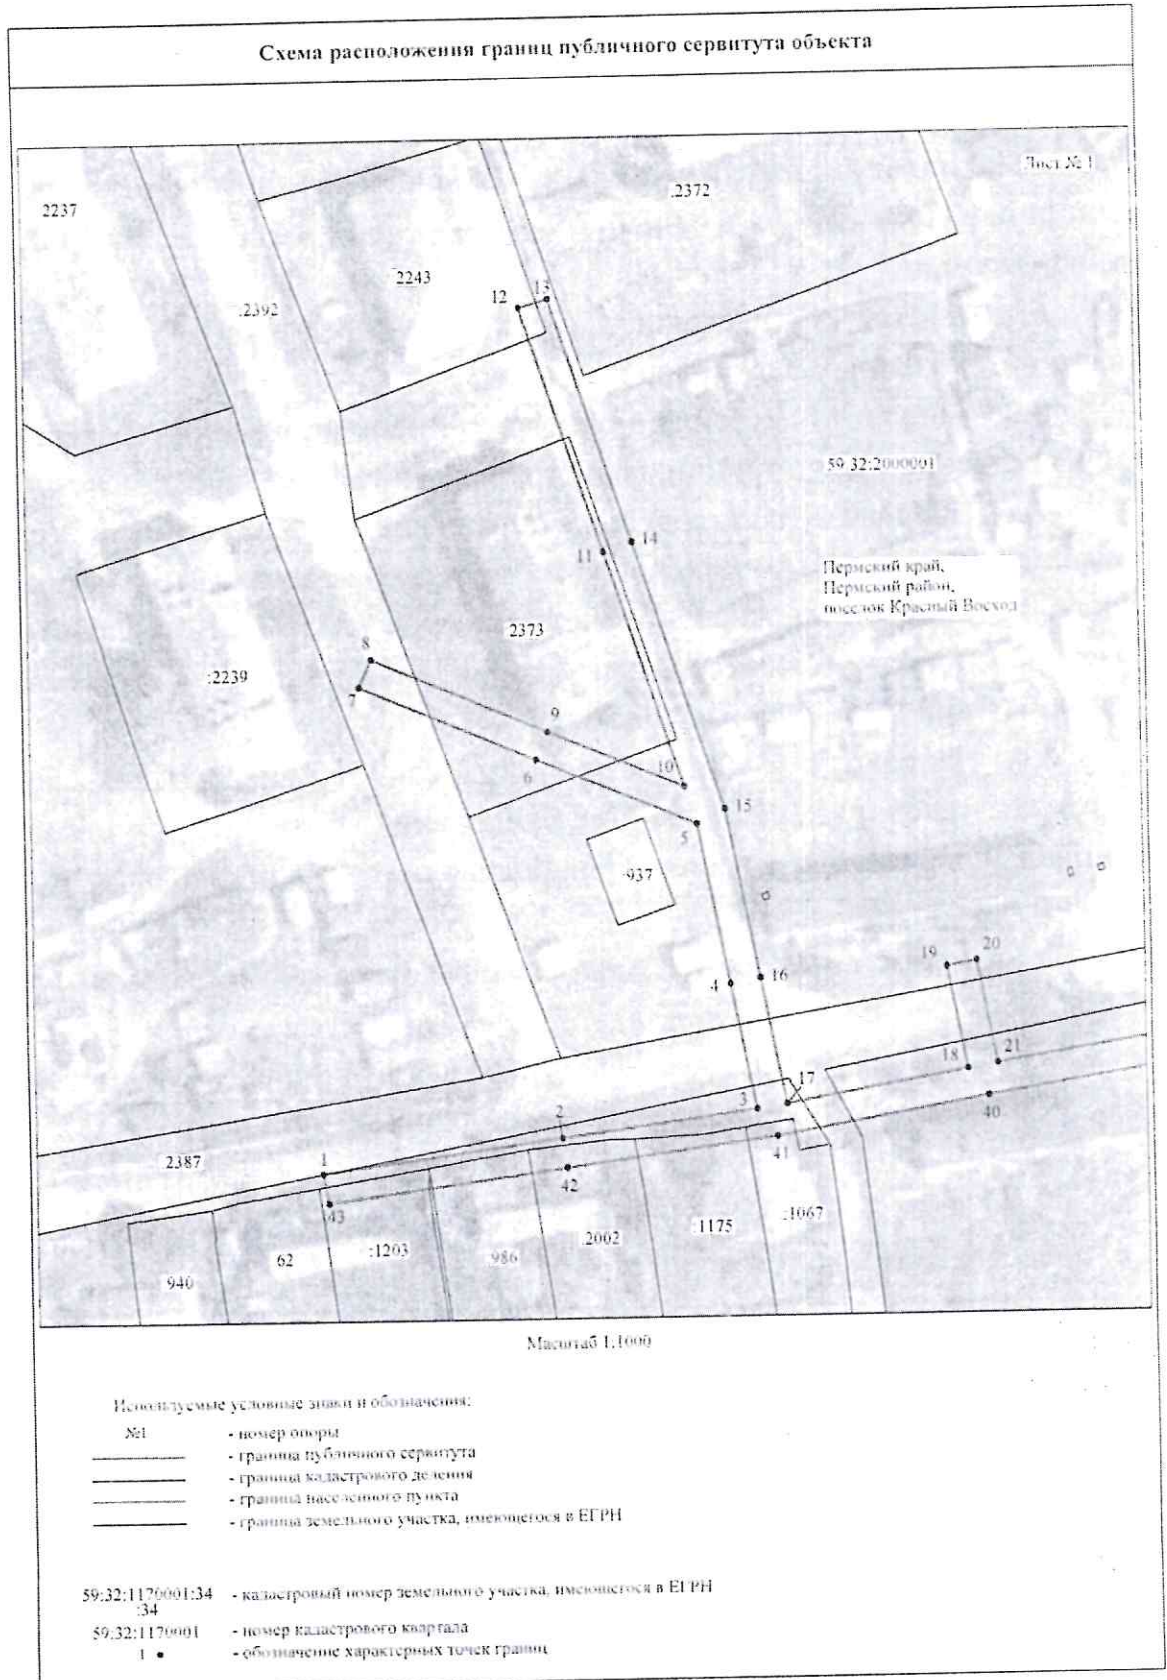 Схема расположения границ публичного сервитута объекта
Лист № 1
2237
.2372
2243
12
13
:2392
59 32:2000001
11
14
Пермский край,
Пермский район,
поселок Красный Восход
2373
8
:2239
7
9
6
10
15
5
:937
19
20
4
16
18
21
17
3
40
2
41
2387
1
42
43
:1067
.1175
.2002
:1203
.986
62
940
Масштаб 1:1000
Используемые условные знаки и обозначения:
№1 - номер опоры
- граница публичного сервитута
- граница кадастрового деления
- граница населенного пункта
- граница земельного участка, имеющегося в ЕГРН
59:32:1170001:34 - кадастровый номер земельного участка, имеющегося в ЕГРН
:34
59:32:1170001 - номер кадастрового квартала
1 • - обозначение характерных точек границ